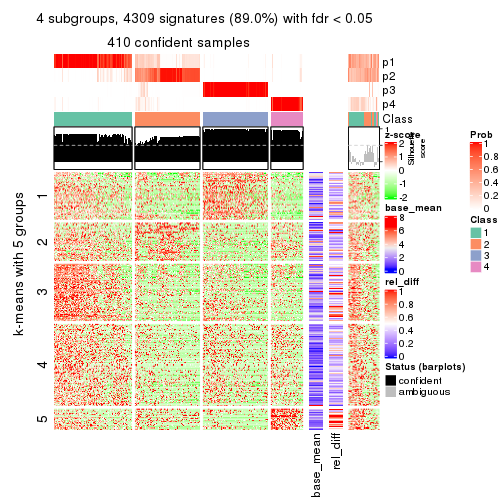 4 subgroups, 4309 signatures (89.0%) with fdr < 0.05
410 confident samples
p1
p2
p3
p4
Class
1
Silhouette
score
k-means with 5 groups
1
2
3
4
5
base_mean
rel_diff
z-score
2
1
0
-1
-2
base_mean
8
6
4
2
0
rel_diff
1
0.8
0.6
0.4
0.2
0
Status (barplots)
confident
ambiguous
Prob
1
0.8
0.6
0.4
0.2
0
Class
1
2
3
4